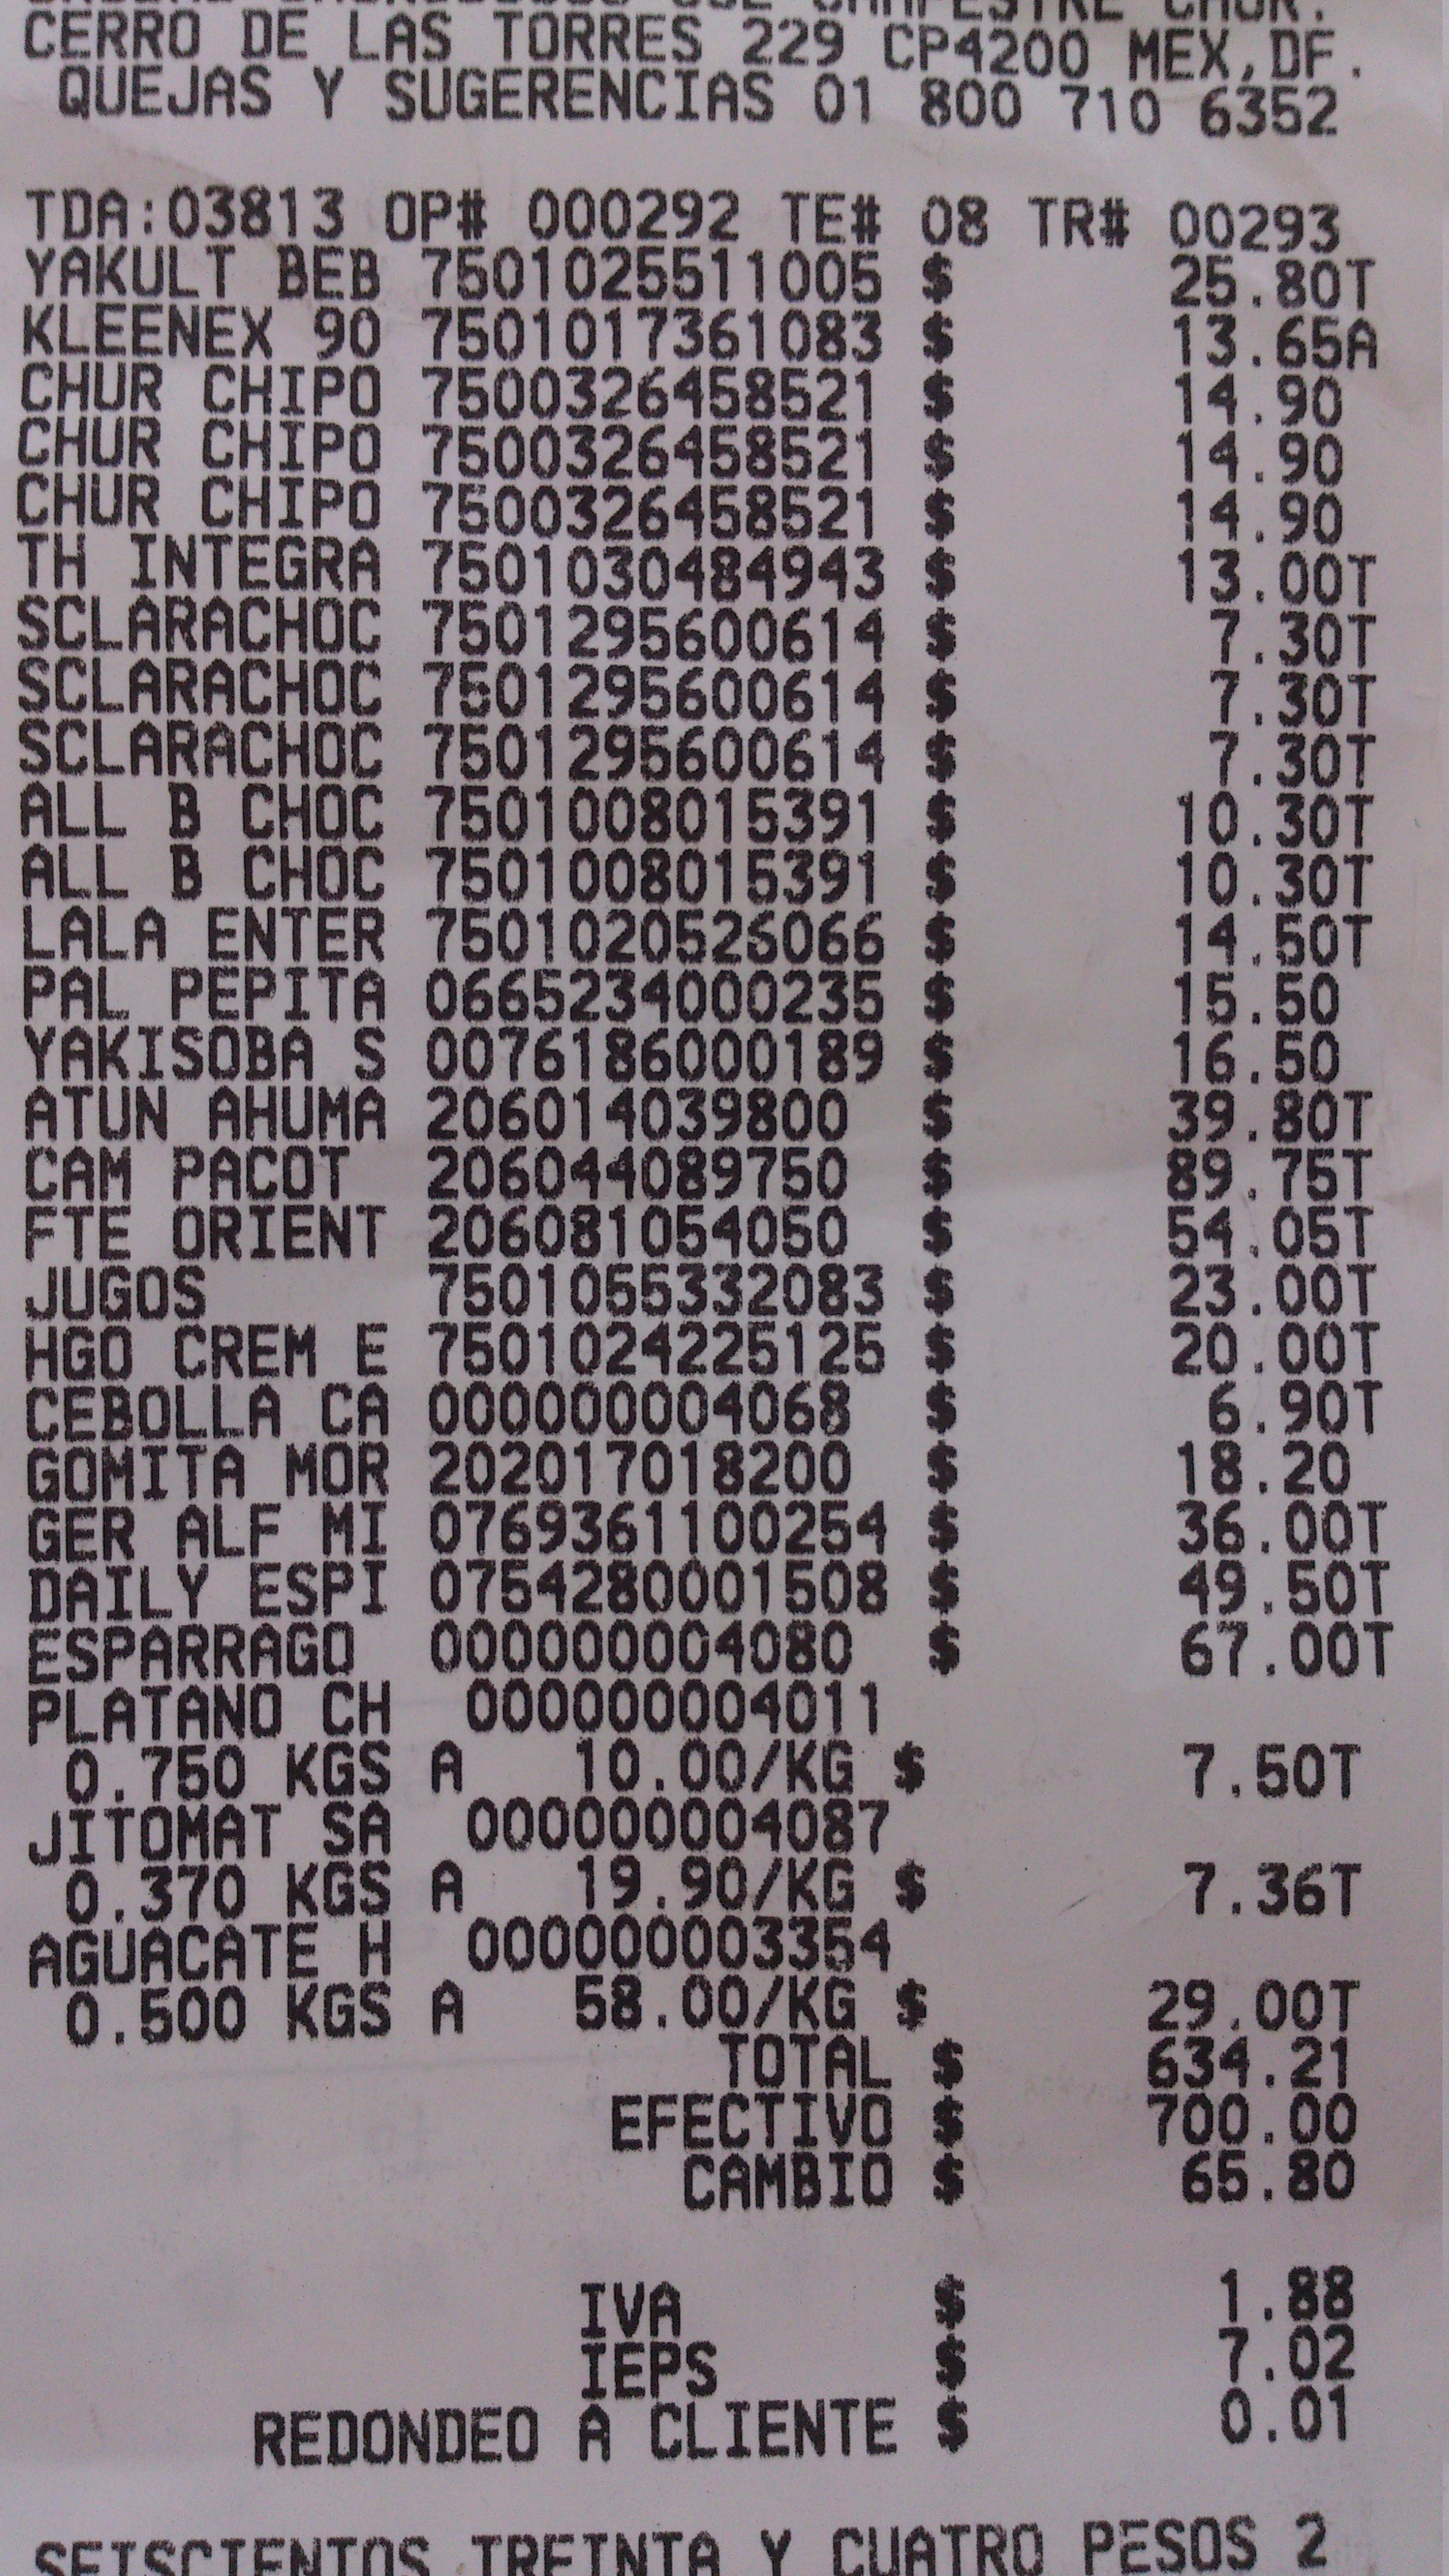 CAMPESTRE CHUR.
CERRO DE LAS TORRES 229 CP4200 MEX,DF.
QUEJAS Y SUGERENCIAS 01 800 710 6352
TDA:03813 OP# 000292 TE# 08 TR# 00293
YAKULT BEB 7501025511005 $ 25.80T
KLEENEX 90 7501017361083 $ 13.65A
CHUR CHIPO 7500326458521 $ 14.90
CHUR CHIPO 7500326458521 $ 14.90
CHUR CHIPO 7500326458521 $ 14.90
TH INTEGRA 7501030484943 $ 13.00T
SCLARACHOC 7501295600614 $ 7.30T
SCLARACHOC 7501295600614 $ 7.30T
SCLARACHOC 7501295600614 $ 7.30T
ALL B CHOC 7501008015391 $ 10.30T
ALL B CHOC 7501008015391 $ 10.30T
LALA ENTER 7501020526066 $ 14.50T
PAL PEPITA 0665234000235 $ 15.50
YAKISOBA S 0076186000189 $ 16.50
ATUN AHUMA 206014039800 $ 39.80T
CAM PACOT 206044089750 $ 89.75T
FTE ORIENT 206081054050 $ 54.05T
JUGOS 7501055332083 $ 23.00T
HGO CREM E 7501024225125 $ 20.00T
CEBOLLA CA 000000004068 $ 6.90T
GOMITA MOR 202017018200 $ 18.20
GER ALF MI 0769361100254 $ 36.00T
DAILY ESPI 0754280001508 $ 49.50T
ESPARRAGO 000000004080 $ 67.00T
PLATANO CH 000000004011
0.750 KGS A 10.00/KG $ 7.50T
JITOMAT SA 000000004087
0.370 KGS A 19.90/KG $ 7.36T
AGUACATE H 000000003354
0.500 KGS A 58.00/KG $ 29.00T
TOTAL $ 634.21
EFECTIVO $ 700.00
CAMBIO $ 65.80
IVA $ 1.88
IEPS $ 7.02
REDONDEO A CLIENTE $ 0.01
SEISCIENTOS TREINTA Y CUATRO PESOS 2